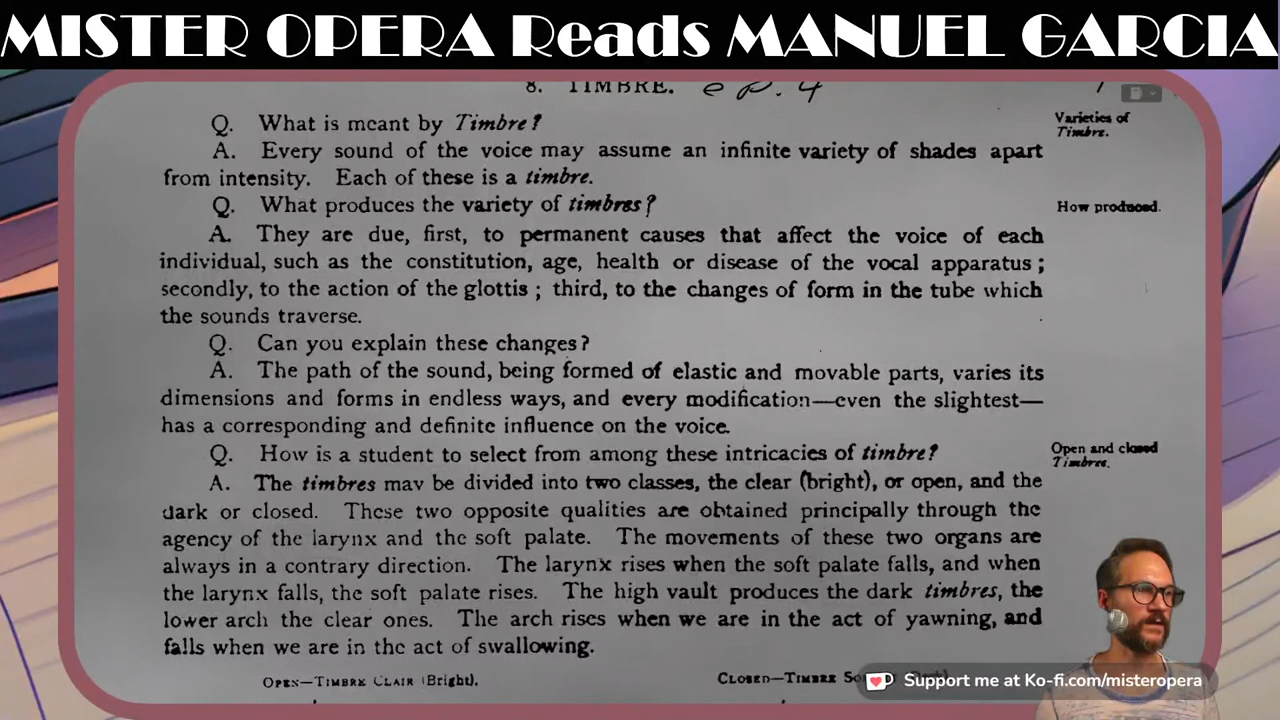 MISTER OPERA Reads MANUEL GARCIA
8. TIMBRE. ep. 4
Q. What is meant by Timbre?
Varieties of
Timbre.
A. Every sound of the voice may assume an infinite variety of shades apart
from intensity. Each of these is a timbre.
Q. What produces the variety of timbres?
How produced.
A. They are due, first, to permanent causes that affect the voice of each
individual, such as the constitution, age, health or disease of the vocal apparatus;
secondly, to the action of the glottis; third, to the changes of form in the tube which
the sounds traverse.
Q. Can you explain these changes?
A. The path of the sound, being formed of elastic and movable parts, varies its
dimensions and forms in endless ways, and every modification—even the slightest—
has a corresponding and definite influence on the voice.
Q. How is a student to select from among these intricacies of timbre?
Open and closed
Timbres.
A. The timbres may be divided into two classes, the clear (bright), or open, and the
dark or closed. These two opposite qualities are obtained principally through the
agency of the larynx and the soft palate. The movements of these two organs are
always in a contrary direction. The larynx rises when the soft palate falls, and when
the larynx falls, the soft palate rises. The high vault produces the dark timbres, the
lower arch the clear ones. The arch rises when we are in the act of yawning, and
falls when we are in the act of swallowing.
OPEN—TIMBRE CLAIR (Bright).
CLOSED—TIMBRE
Support me at Ko-fi.com/misteropera